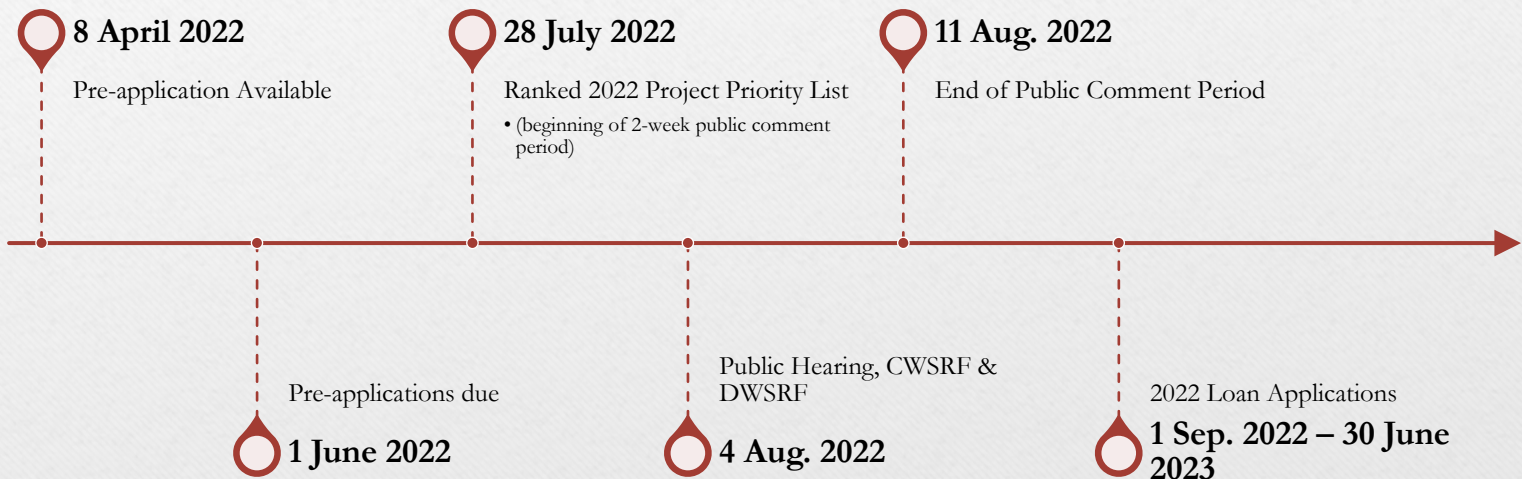 8 April 2022
Pre-application Available
Pre-applications due
1 June 2022
28 July 2022
Ranked 2022 Project Priority List
• (beginning of 2-week public comment
period)
Public Hearing, CWSRF &
DWSRF
4 Aug. 2022
11 Aug. 2022
End of Public Comment Period
2022 Loan Applications
1 Sep. 2022 – 30 June
2023